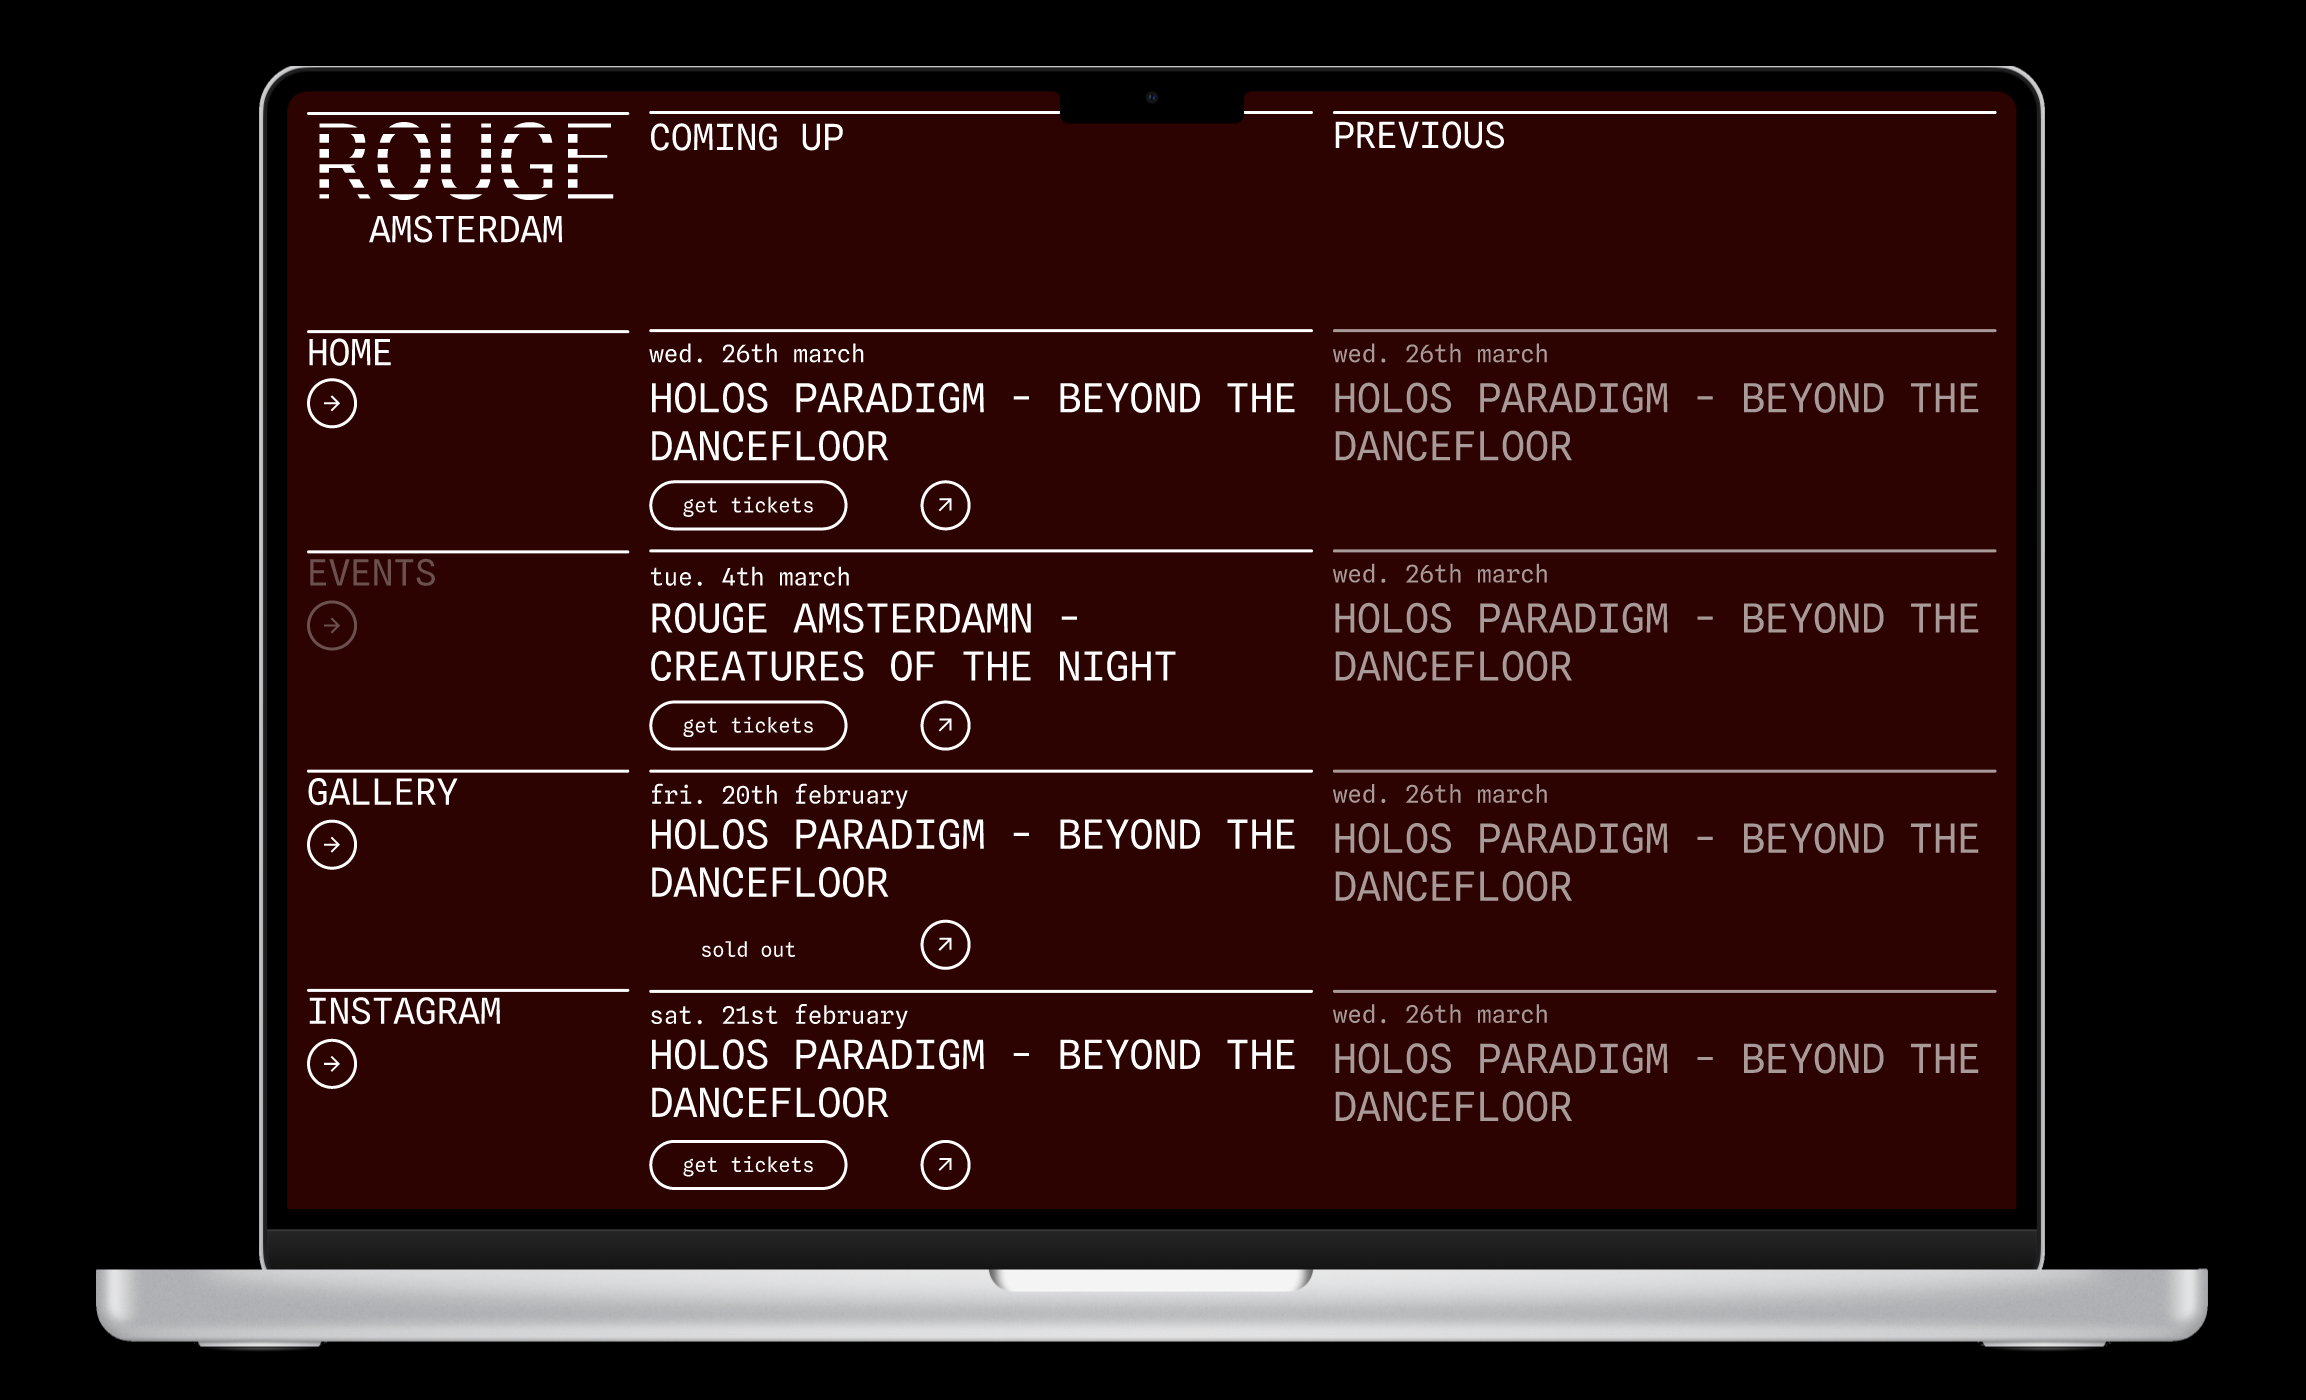 ROUGE
AMSTERDAM
HOME
EVENTS
GALLERY
INSTAGRAM
COMING UP
wed. 26th march
HOLOS PARADIGM - BEYOND THE
DANCEFLOOR
get tickets
tue. 4th march
ROUGE AMSTERDAMN -
CREATURES OF THE NIGHT
get tickets
fri. 20th february
HOLOS PARADIGM - BEYOND THE
DANCEFLOOR
sold out
sat. 21st february
HOLOS PARADIGM - BEYOND THE
DANCEFLOOR
get tickets
PREVIOUS
wed. 26th march
HOLOS PARADIGM - BEYOND THE
DANCEFLOOR
wed. 26th march
HOLOS PARADIGM - BEYOND THE
DANCEFLOOR
wed. 26th march
HOLOS PARADIGM - BEYOND THE
DANCEFLOOR
wed. 26th march
HOLOS PARADIGM - BEYOND THE
DANCEFLOOR